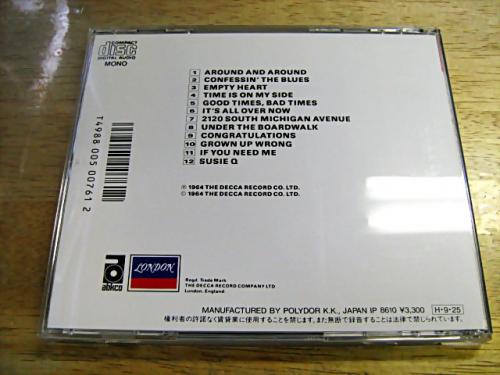 COMPACT
disc
DIGITAL AUDIO
MONO
1 AROUND AND AROUND
2 CONFESSIN' THE BLUES
3 EMPTY HEART
4 TIME IS ON MY SIDE
5 GOOD TIMES, BAD TIMES
6 IT'S ALL OVER NOW
7 2120 SOUTH MICHIGAN AVENUE
8 UNDER THE BOARDWALK
9 CONGRATULATIONS
10 GROWN UP WRONG
11 IF YOU NEED ME
12 SUSIE Q
T4988 005 00761 2
℗ 1964 THE DECCA RECORD CO. LTD.
© 1964 THE DECCA RECORD CO. LTD.
abkco
LONDON
Regd. Trade Mark
THE DECCA RECORD COMPANY LTD
London, England.
MANUFACTURED BY POLYDOR K.K., JAPAN IP 8610 ¥3,300 H-9-25
権利者の許諾なく賃貸業に使用することを禁じます。また無断で録音することは法律で禁じられています。